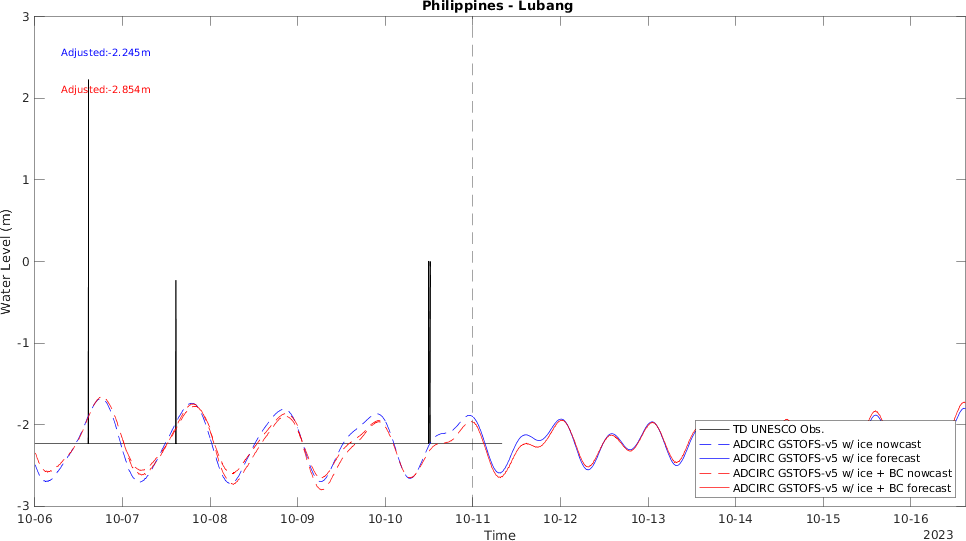 Philippines - Lubang
3
Adjusted:-2.245m
Adjusted:-2.854m
2
1
0
-1
-2
-3
Water Level (m)
TD UNESCO Obs.
ADCIRC GSTOFS-v5 w/ ice nowcast
ADCIRC GSTOFS-v5 w/ ice forecast
ADCIRC GSTOFS-v5 w/ ice + BC nowcast
ADCIRC GSTOFS-v5 w/ ice + BC forecast
10-06 10-07 10-08 10-09 10-10 10-11 10-12 10-13 10-14 10-15 10-16
Time
2023